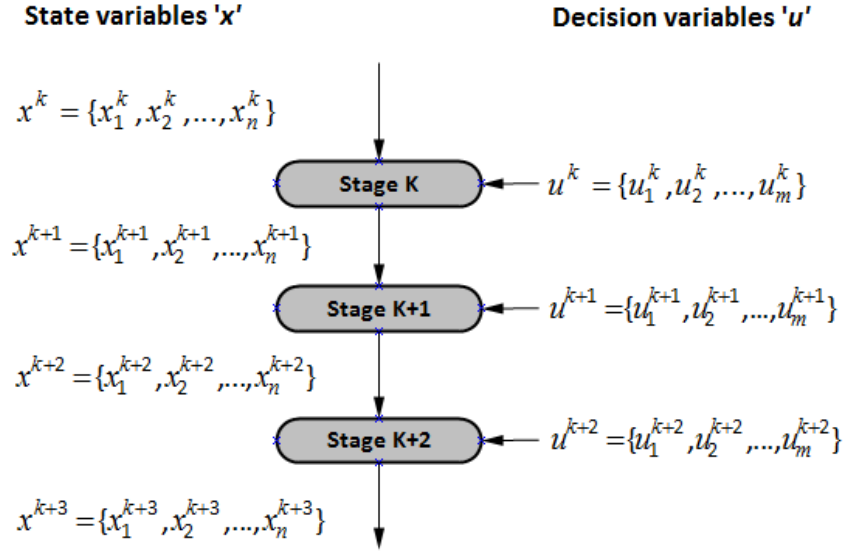 State variables 'x'
Decision variables 'u'
x^k = {x_1^k, x_2^k, ..., x_n^k}
Stage K
u^k = {u_1^k, u_2^k, ..., u_m^k}
x^{k+1} = {x_1^{k+1}, x_2^{k+1}, ..., x_n^{k+1}}
Stage K+1
u^{k+1} = {u_1^{k+1}, u_2^{k+1}, ..., u_m^{k+1}}
x^{k+2} = {x_1^{k+2}, x_2^{k+2}, ..., x_n^{k+2}}
Stage K+2
u^{k+2} = {u_1^{k+2}, u_2^{k+2}, ..., u_m^{k+2}}
x^{k+3} = {x_1^{k+3}, x_2^{k+3}, ..., x_n^{k+3}}